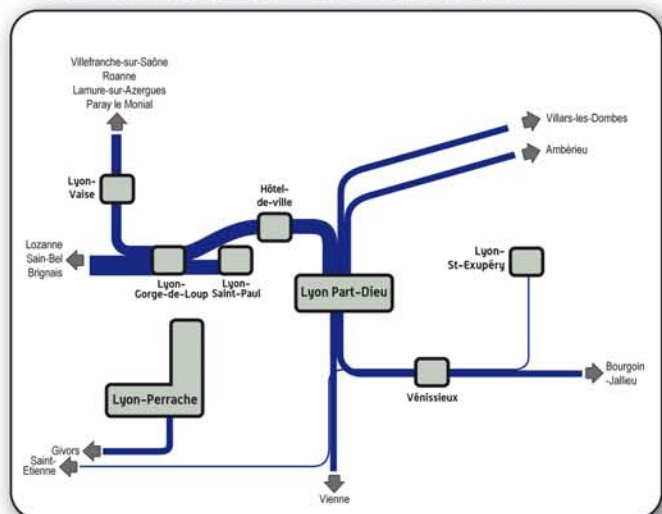 Villefranche-sur-Saône
Roanne
Lamure-sur-Azergues
Paray le Monial
Villars-les-Dombes
Ambérieu
Lyon-
Vaise
Hôtel-
de-ville
Lyon-
St-Exupéry
Lozanne
Sain-Bel
Brignais
Lyon-
Gorge-de-Loup
Lyon-
Saint-Paul
Lyon Part-Dieu
Bourgoin
-Jallieu
Vénissieux
Lyon-Perrache
Givors
Saint-
Etienne
Vienne